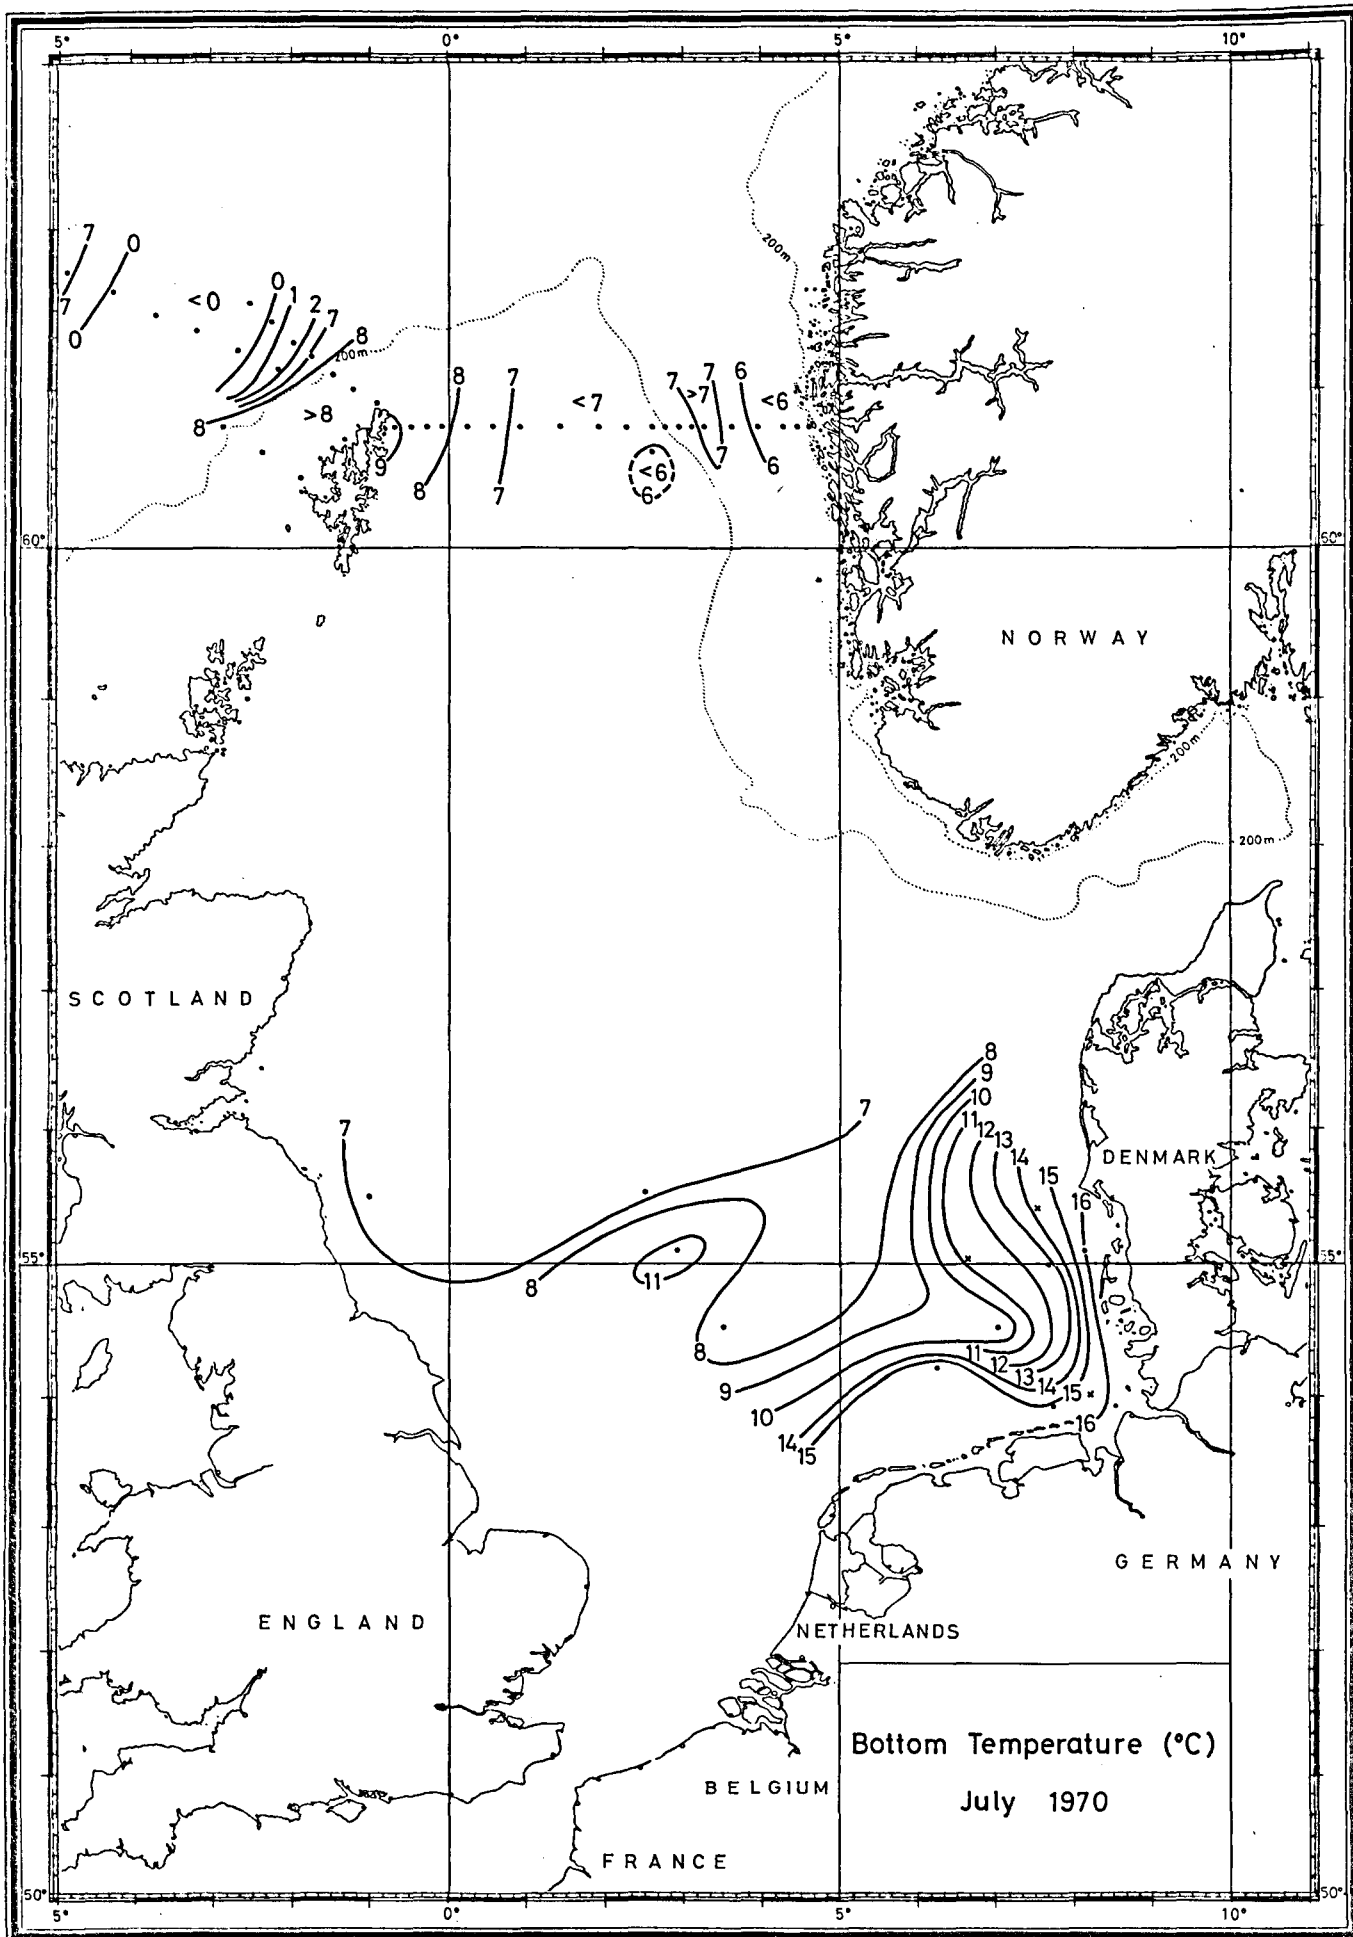 5° 0° 5° 10°
200m
7 0
<0 0 1 2 7 8
7 0
200m
8 >8
8 7 <7 7 >7 7 6 <6
9 8 7 <6 6 7 6
60° 60°
NORWAY
200m
200m
SCOTLAND
8
9
10
11 12 13 14 15 16
7 7
DENMARK
55° 55°
11
8
8 11 12 13 14 15
9
10
14 15 16
GERMANY
ENGLAND
NETHERLANDS
Bottom Temperature (°C)
BELGIUM
July 1970
FRANCE
50° 50°
5° 0° 5° 10°